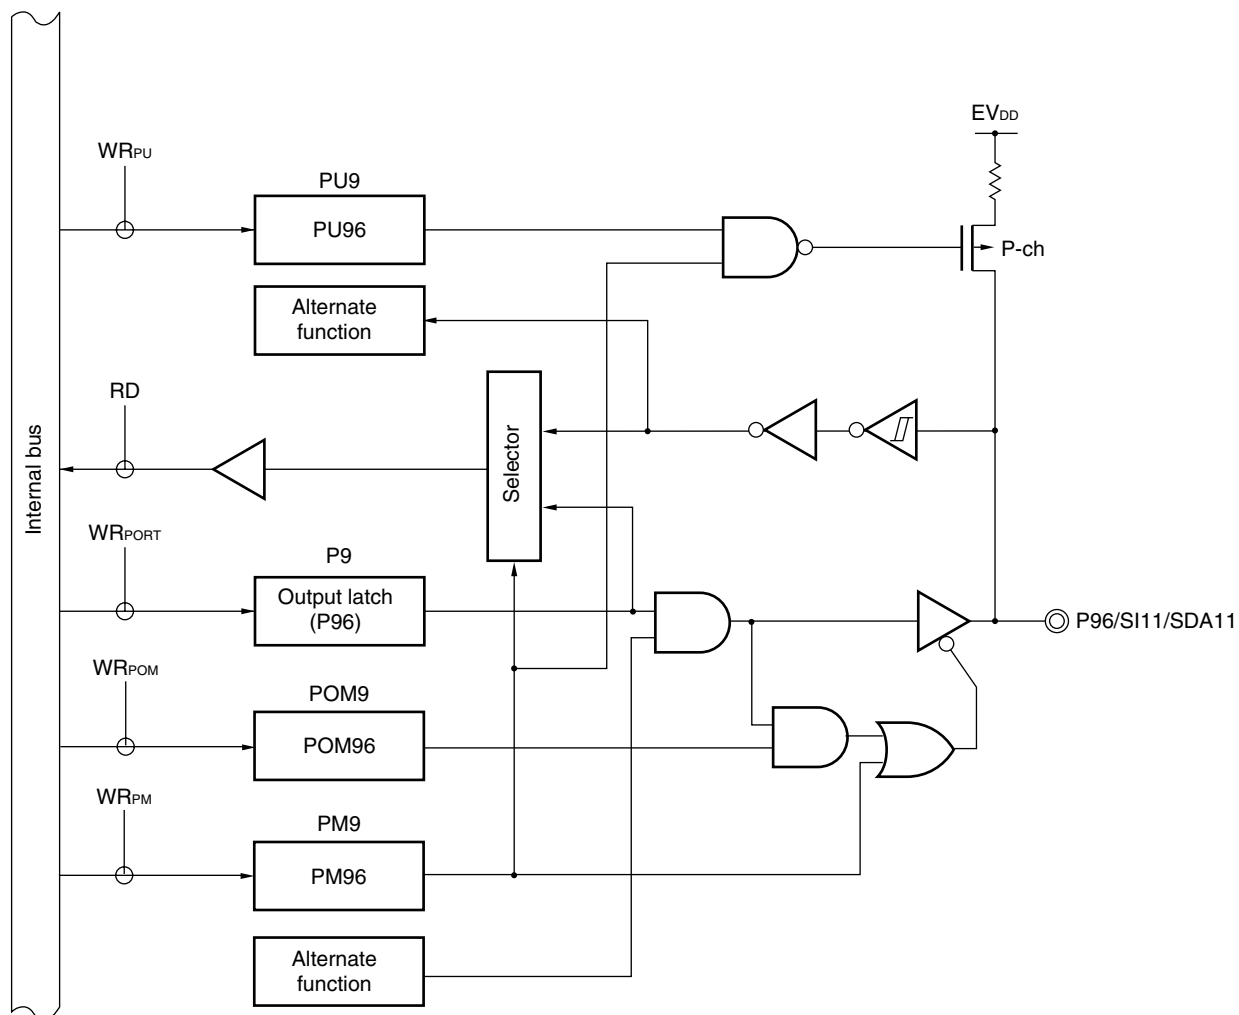 EVDD
WRPU
PU9
PU96
P-ch
Alternate
function
RD
Selector
Internal bus
WRPORT
P9
Output latch
(P96)
P96/SI11/SDA11
WRPOM
POM9
POM96
WRPM
PM9
PM96
Alternate
function